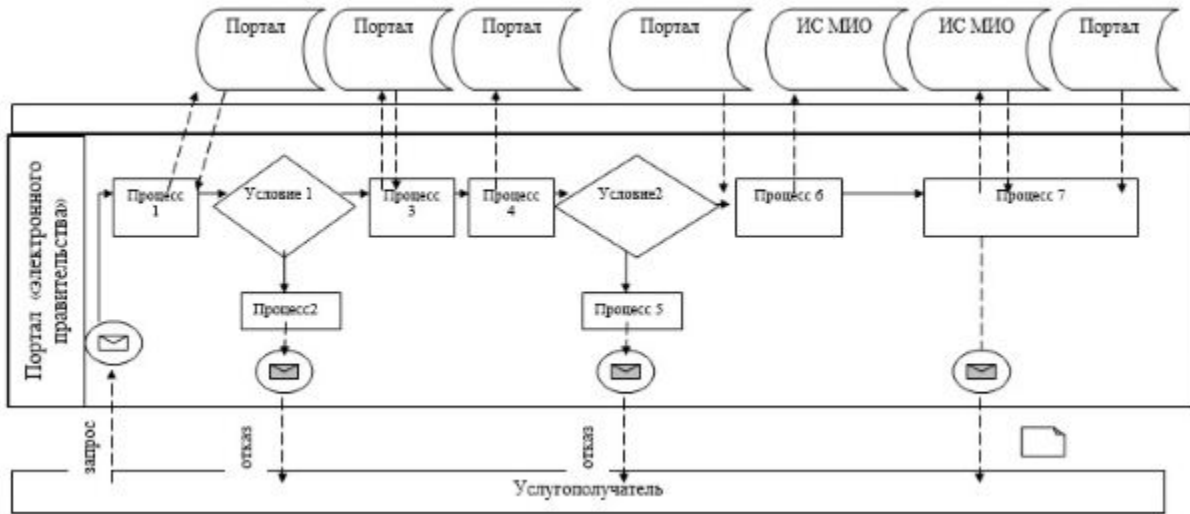 Портал
Портал
Портал
Портал
ИС МИО
ИС МИО
Портал
Портал «электронного
правительства»
Процесс
1
Условие 1
Процесс
3
Процесс
4
Условие2
Процесс 6
Процесс 7
Процесс2
Процесс 5
запрос
отказ
отказ
Услугополучатель